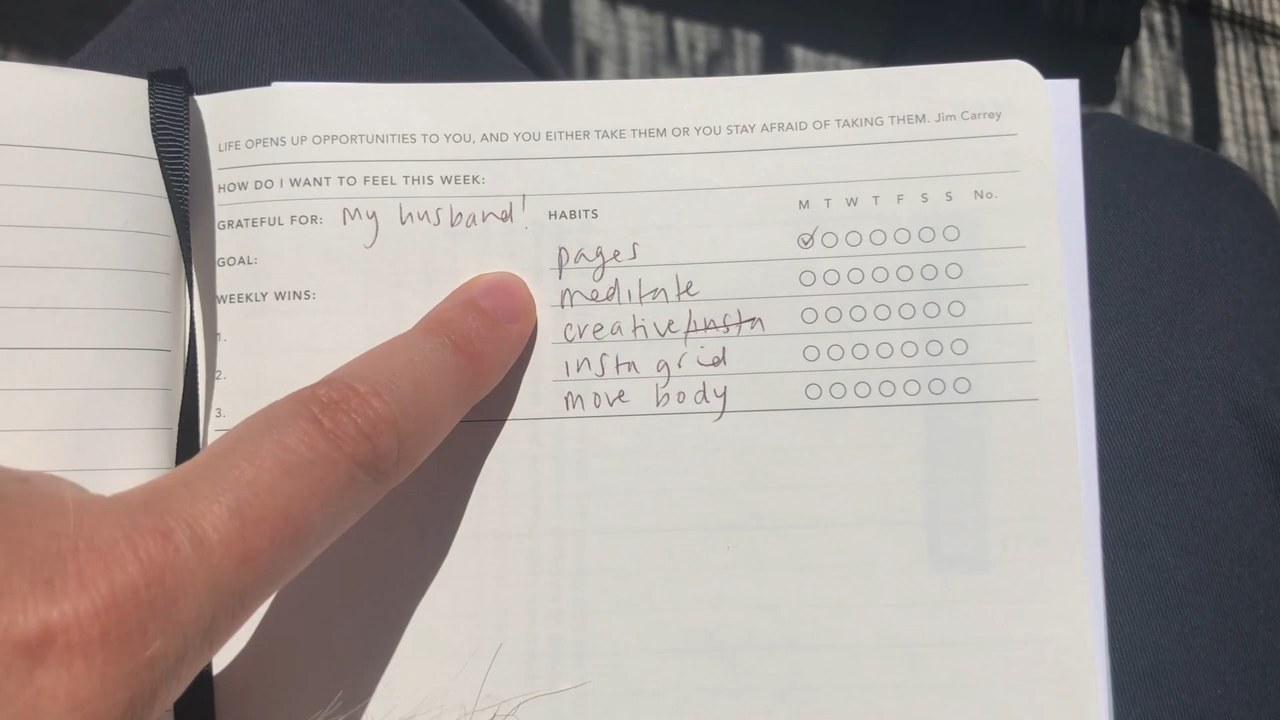 LIFE OPENS UP OPPORTUNITIES TO YOU, AND YOU EITHER TAKE THEM OR YOU STAY AFRAID OF TAKING THEM. Jim Carrey
HOW DO I WANT TO FEEL THIS WEEK:
GRATEFUL FOR: My husband!
GOAL:
WEEKLY WINS:
1.
2.
3.
HABITS M T W T F S S No.
pages
meditate
creative/insta
insta grid
move body